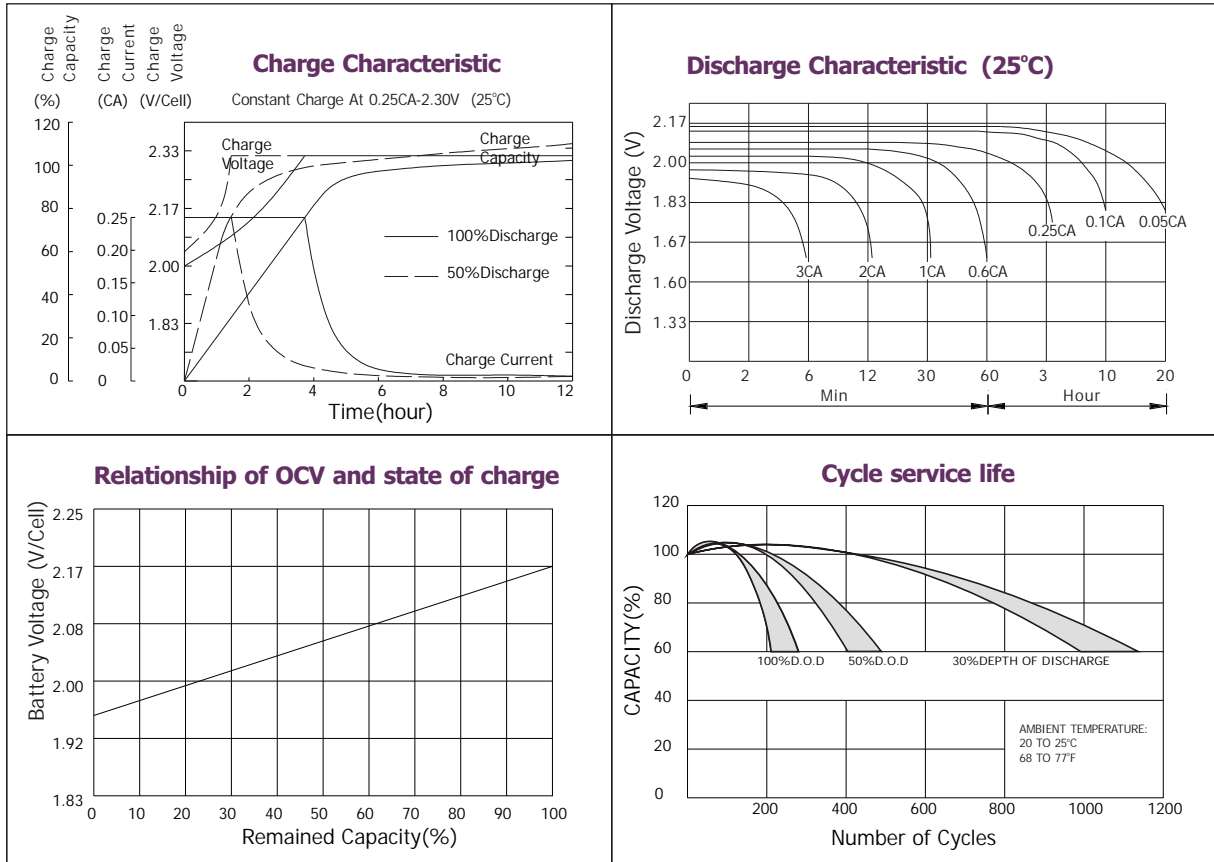 Charge Capacity
Charge Current
Charge Voltage
(%) (CA) (V/Cell)
Charge Characteristic
Constant Charge At 0.25CA-2.30V (25°C)
120
100
80
60
40
20
0
0.25
0.20
0.15
0.10
0.05
0
2.33
2.17
2.00
1.83
Charge
Voltage
Charge
Capacity
100%Discharge
50%Discharge
Charge Current
0 2 4 6 8 10 12
Time(hour)
Discharge Characteristic (25°C)
Discharge Voltage (V)
2.17
2.00
1.83
1.67
1.60
1.33
3CA 2CA 1CA 0.6CA 0.25CA 0.1CA 0.05CA
0 2 6 12 30 60 3 10 20
Min Hour
Relationship of OCV and state of charge
Battery Voltage (V/Cell)
2.25
2.17
2.08
2.00
1.92
1.83
0 10 20 30 40 50 60 70 80 90 100
Remained Capacity(%)
Cycle service life
CAPACITY(%)
120
100
80
60
40
20
0
100%D.O.D 50%D.O.D 30%DEPTH OF DISCHARGE
AMBIENT TEMPERATURE:
20 TO 25°C
68 TO 77°F
200 400 600 800 1000 1200
Number of Cycles